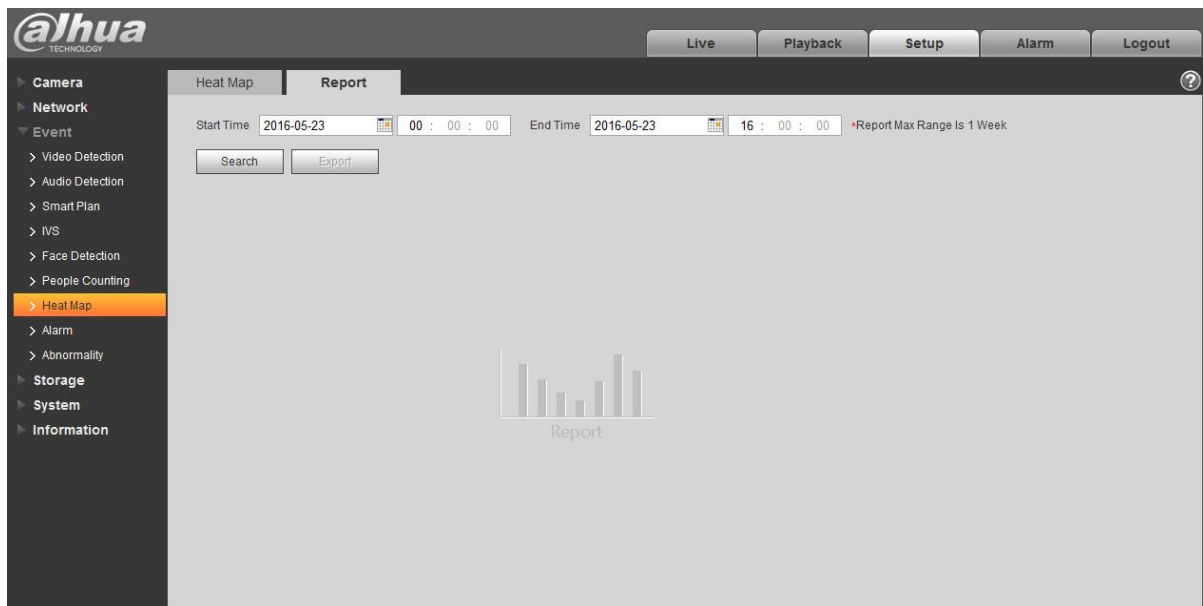 alhua
TECHNOLOGY
Live
Playback
Setup
Alarm
Logout
Camera
Network
Event
Video Detection
Audio Detection
Smart Plan
IVS
Face Detection
People Counting
Heat Map
Alarm
Abnormality
Storage
System
Information
Heat Map
Report
?
Start Time 2016-05-23 00 : 00 : 00 End Time 2016-05-23 16 : 00 : 00 *Report Max Range Is 1 Week
Search
Export
Report